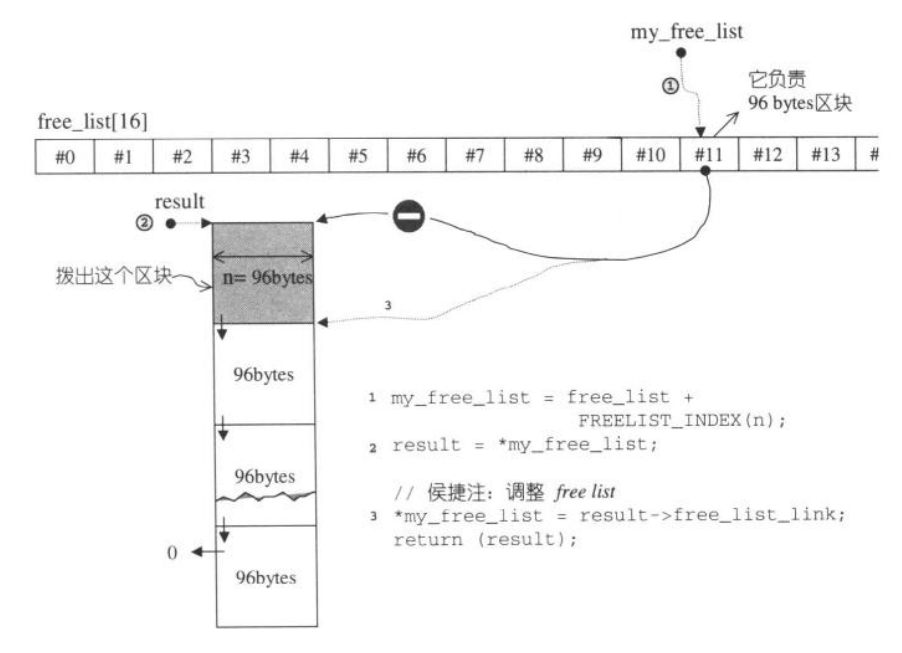 my_free_list
①
它负责
96 bytes区块
free_list[16]
#0 #1 #2 #3 #4 #5 #6 #7 #8 #9 #10 #11 #12 #13 #
result
②
n= 96bytes
拨出这个区块
3
96bytes
96bytes
0
96bytes
1 my_free_list = free_list +
FREELIST_INDEX(n);
2 result = *my_free_list;
// 侯捷注：调整 free list
3 *my_free_list = result->free_list_link;
return (result);